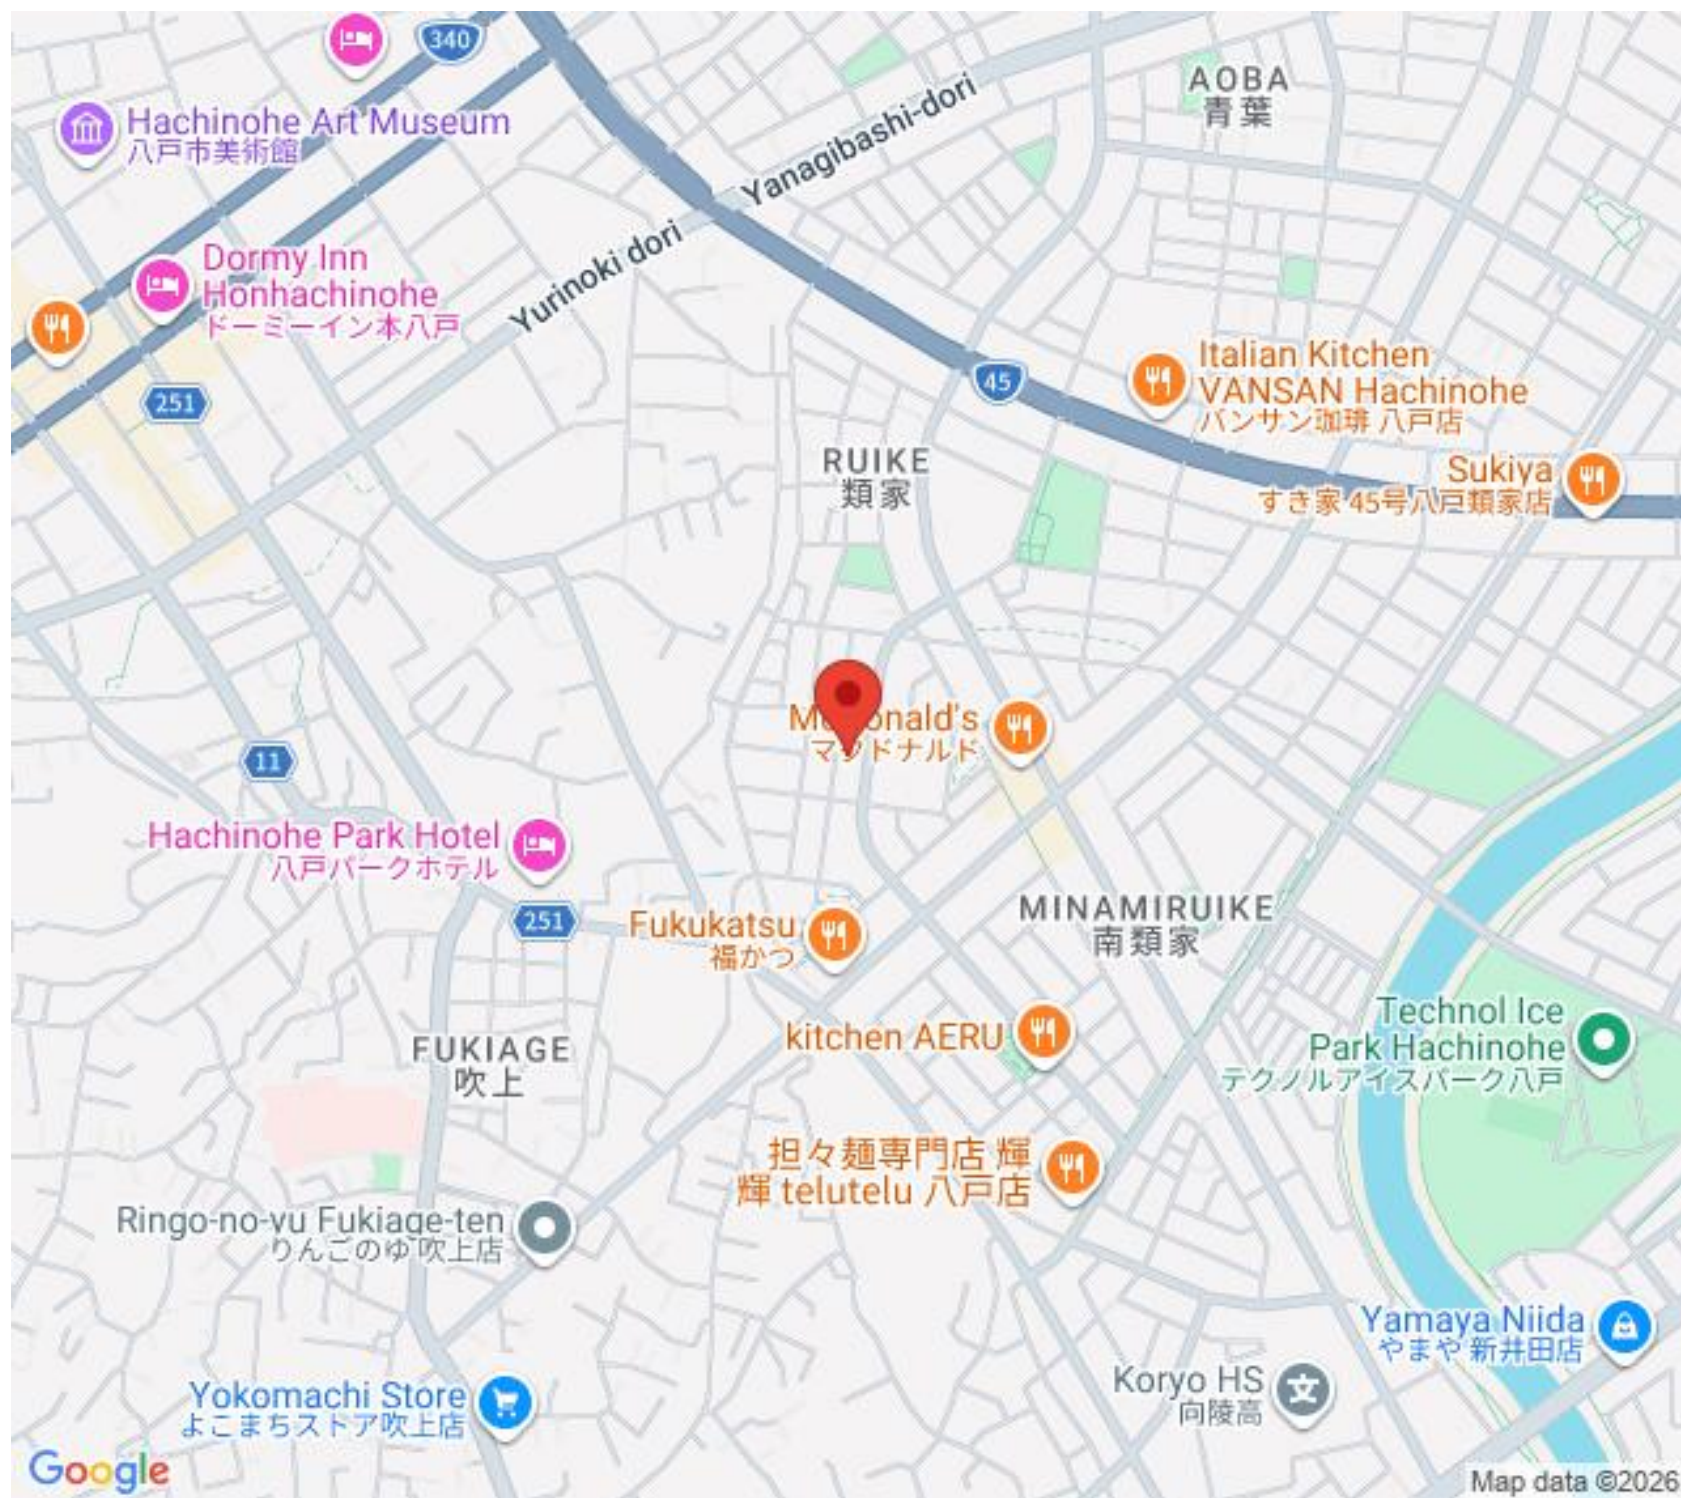 340
AOBA
青葉
Hachinohe Art Museum
八戸市美術館
Yanagibashi-dori
Yurinoki dori
Dormy Inn
Honhachinohe
ドーミーイン本八戸
251
45
Italian Kitchen
VANSAN Hachinohe
バンサン珈琲 八戸店
RUIKE
類家
Sukiya
すき家 45号八戸類家店
McDonald's
マクドナルド
11
Hachinohe Park Hotel
八戸パークホテル
251
Fukukatsu
福かつ
MINAMIRUIKE
南類家
kitchen AERU
Technol Ice
Park Hachinohe
テクノルアイスパーク八戸
FUKIAGE
吹上
担々麺専門店 輝
輝 telutelu 八戸店
Ringo-no-yu Fukiage-ten
りんごのゆ 吹上店
Yamaya Niida
やまや 新井田店
Koryo HS
向陵高
文
Yokomachi Store
よこまちストア吹上店
Google
Map data ©2026